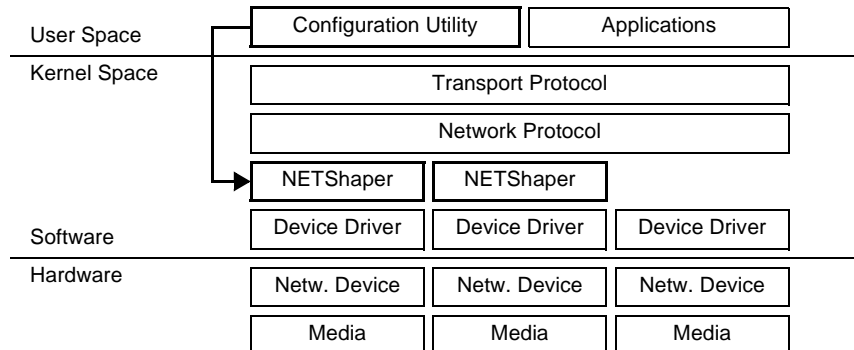 User Space
Configuration Utility
Applications
Kernel Space
Transport Protocol
Network Protocol
NETShaper
NETShaper
Software
Device Driver
Device Driver
Device Driver
Hardware
Netw. Device
Netw. Device
Netw. Device
Media
Media
Media